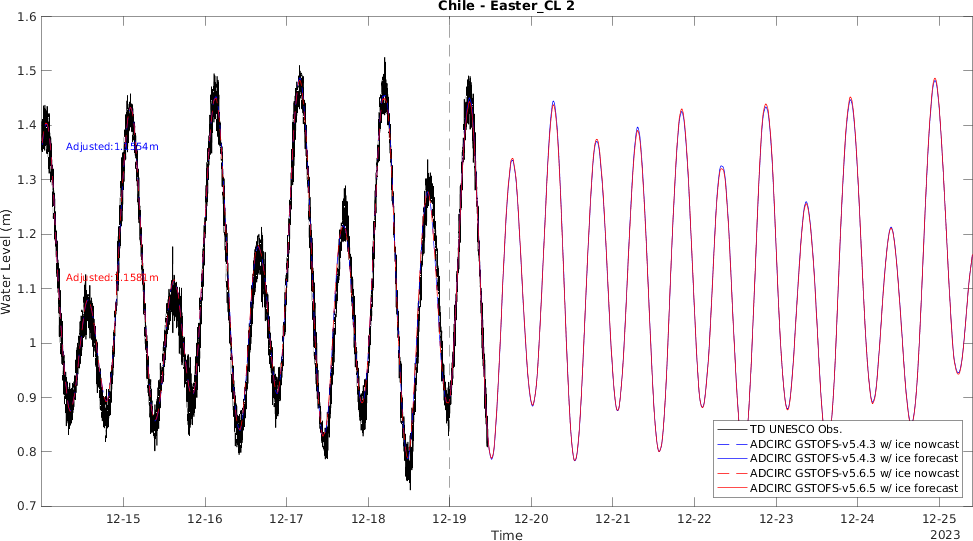 Chile - Easter_CL 2
1.6
1.5
1.4
1.3
1.2
1.1
1
0.9
0.8
0.7
Water Level (m)
Adjusted:1.1554m
Adjusted:1.1581m
TD UNESCO Obs.
ADCIRC GSTOFS-v5.4.3 w/ ice nowcast
ADCIRC GSTOFS-v5.4.3 w/ ice forecast
ADCIRC GSTOFS-v5.6.5 w/ ice nowcast
ADCIRC GSTOFS-v5.6.5 w/ ice forecast
12-15 12-16 12-17 12-18 12-19 12-20 12-21 12-22 12-23 12-24 12-25
2023
Time